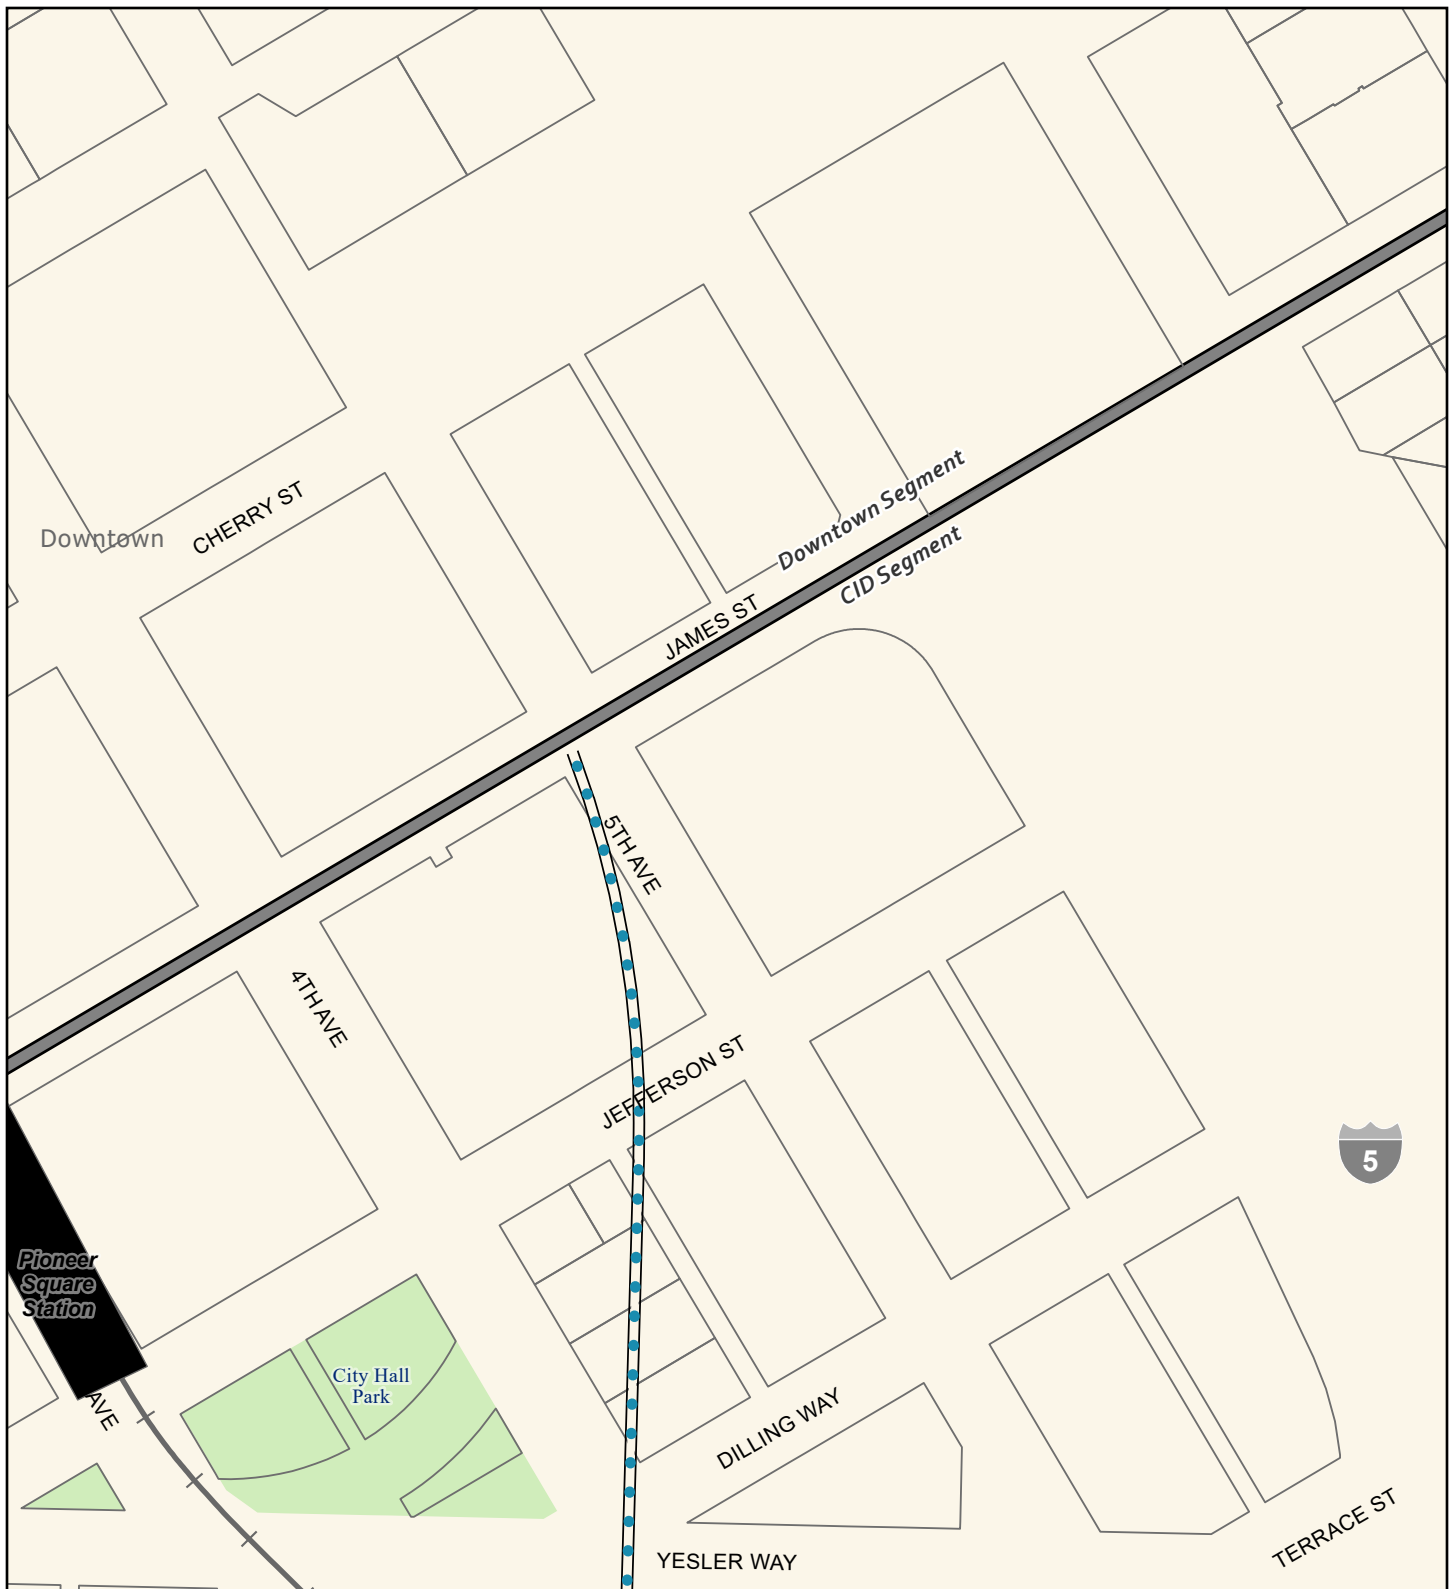 Downtown Segment
CHERRY ST
Downtown
CID Segment
JAMES ST
5TH AVE
4TH AVE
JEFFERSON ST
5
Pioneer
Square
Station
City Hall
Park
AVE
DILLING WAY
TERRACE ST
YESLER WAY